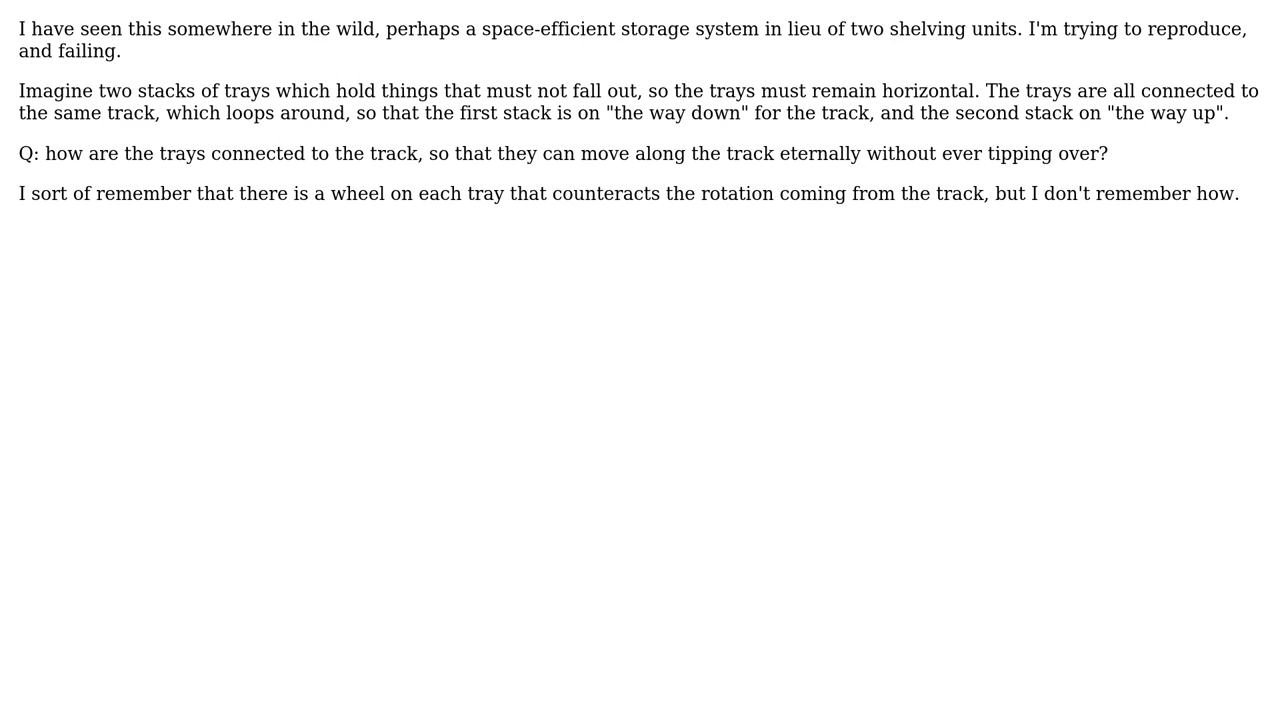 I have seen this somewhere in the wild, perhaps a space-efficient storage system in lieu of two shelving units. I'm trying to reproduce,
and failing.
Imagine two stacks of trays which hold things that must not fall out, so the trays must remain horizontal. The trays are all connected to
the same track, which loops around, so that the first stack is on "the way down" for the track, and the second stack on "the way up".
Q: how are the trays connected to the track, so that they can move along the track eternally without ever tipping over?
I sort of remember that there is a wheel on each tray that counteracts the rotation coming from the track, but I don't remember how.